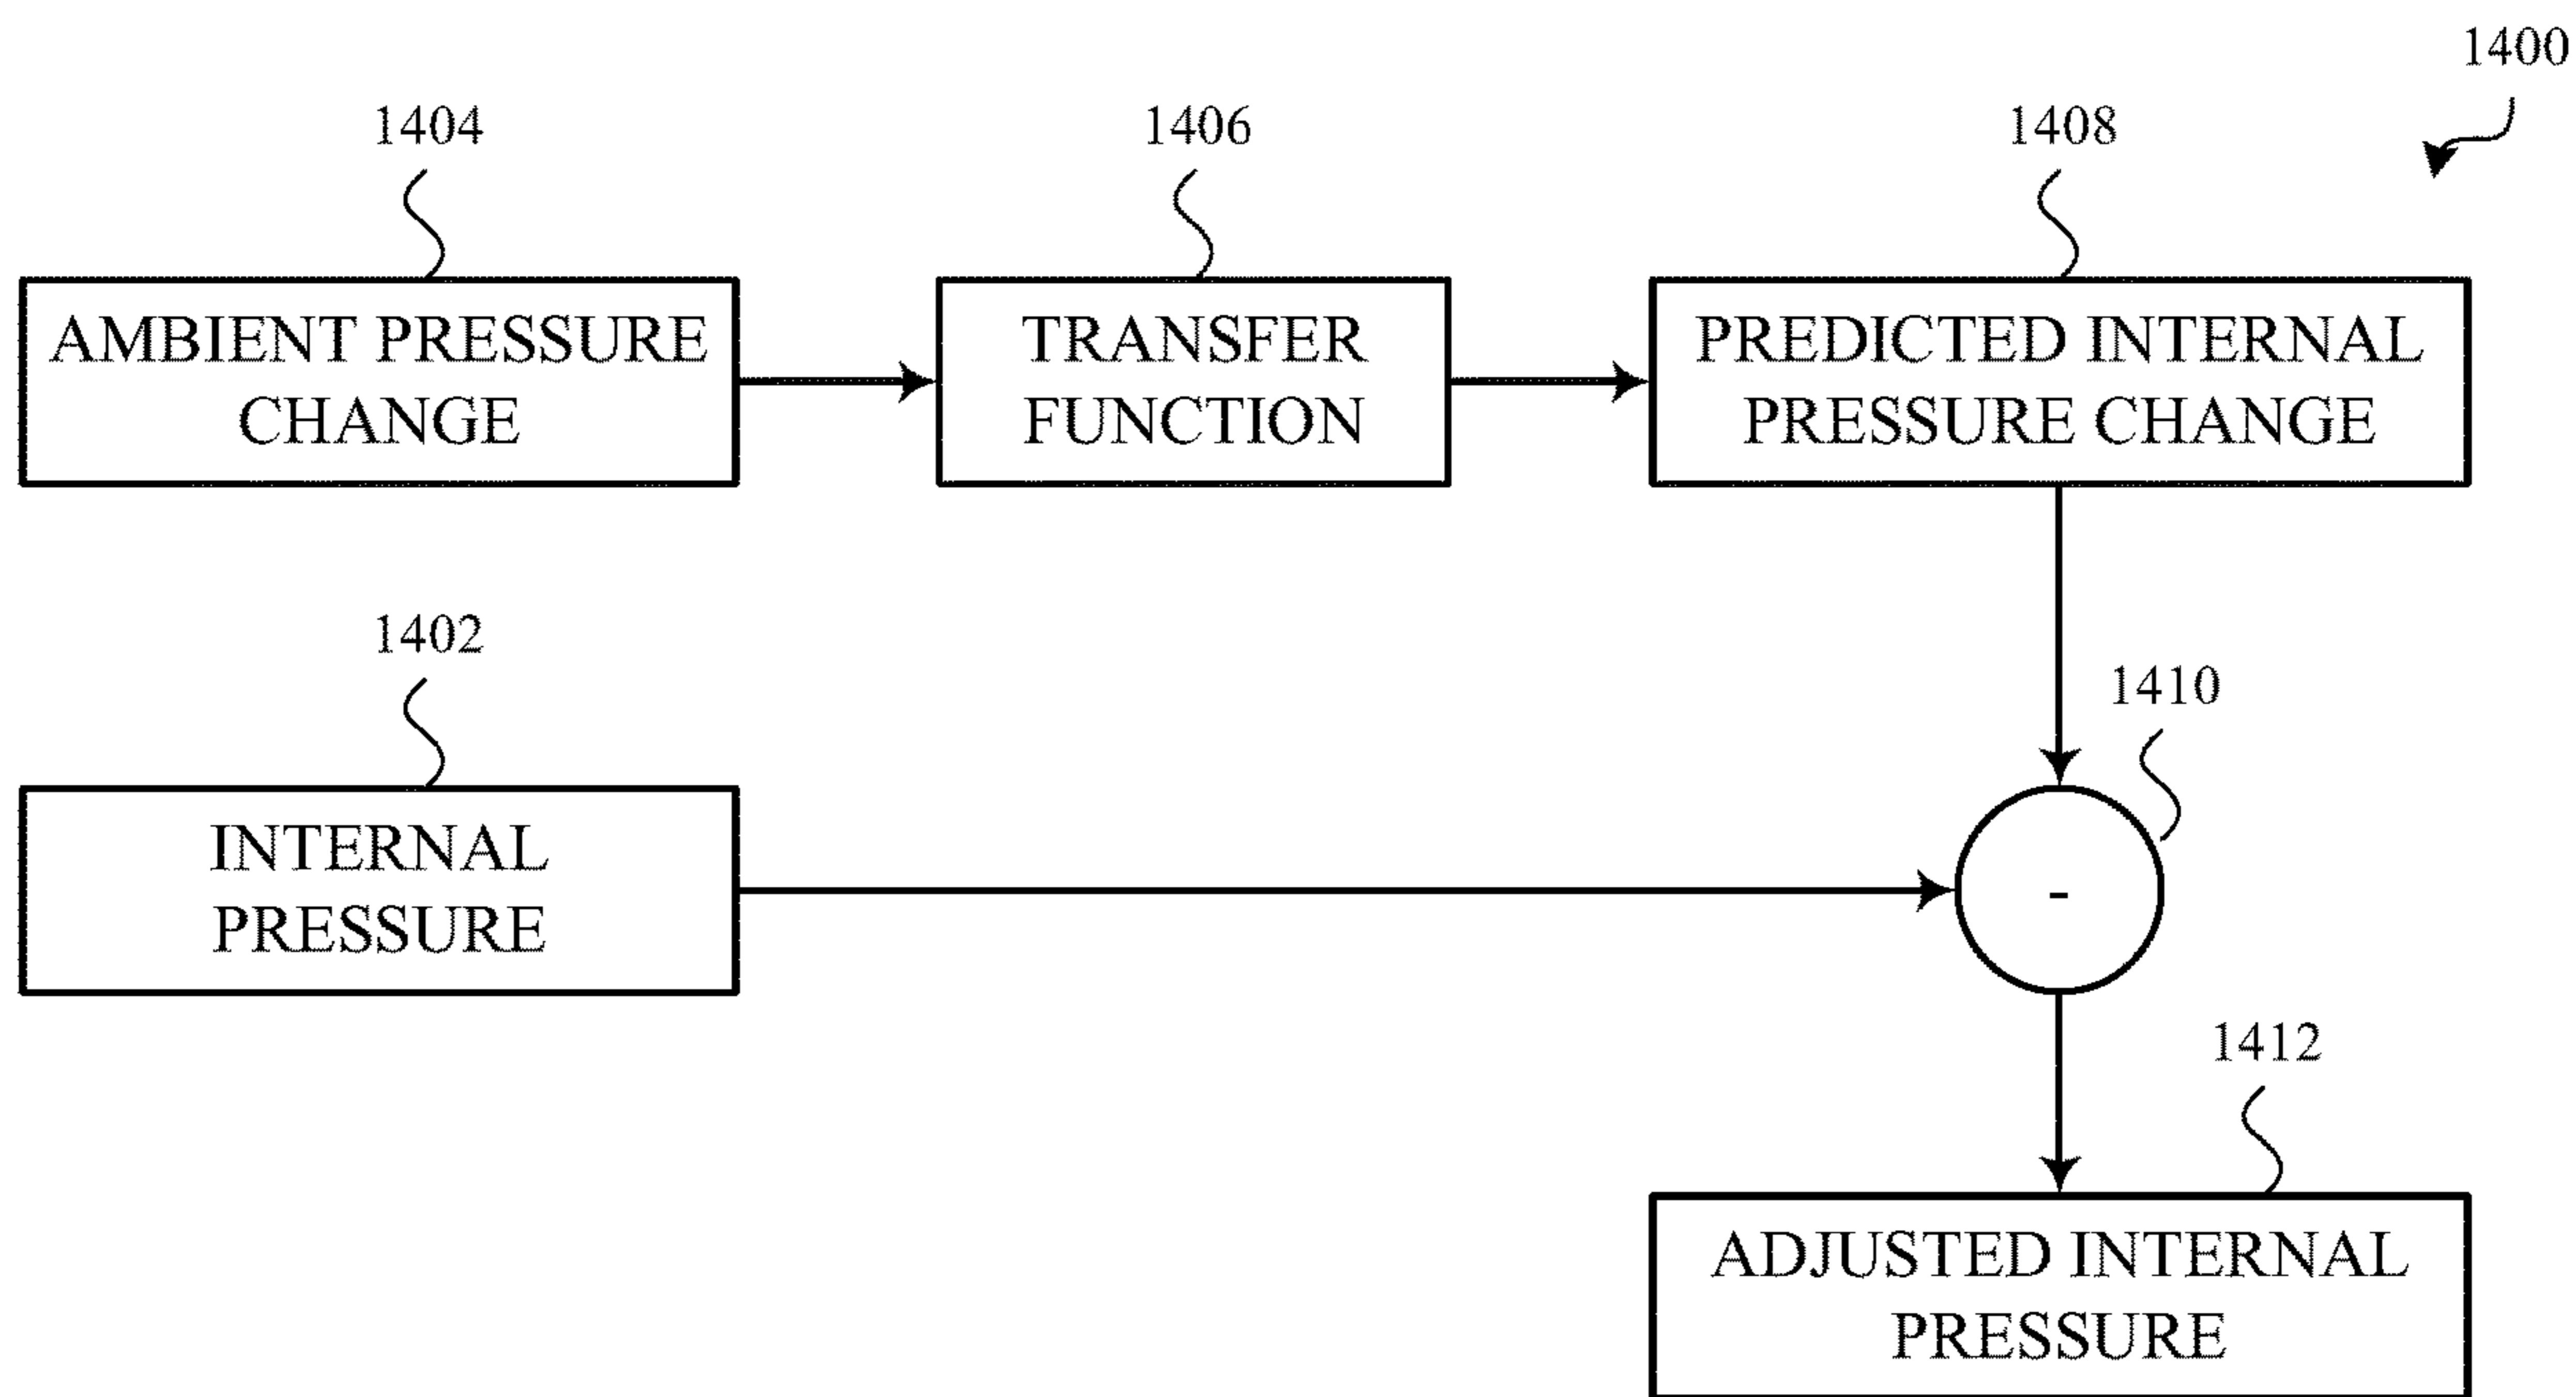 1400
1404
1406
1408
AMBIENT PRESSURE
CHANGE
TRANSFER
FUNCTION
PREDICTED INTERNAL
PRESSURE CHANGE
1402
1410
INTERNAL
PRESSURE
-
1412
ADJUSTED INTERNAL
PRESSURE